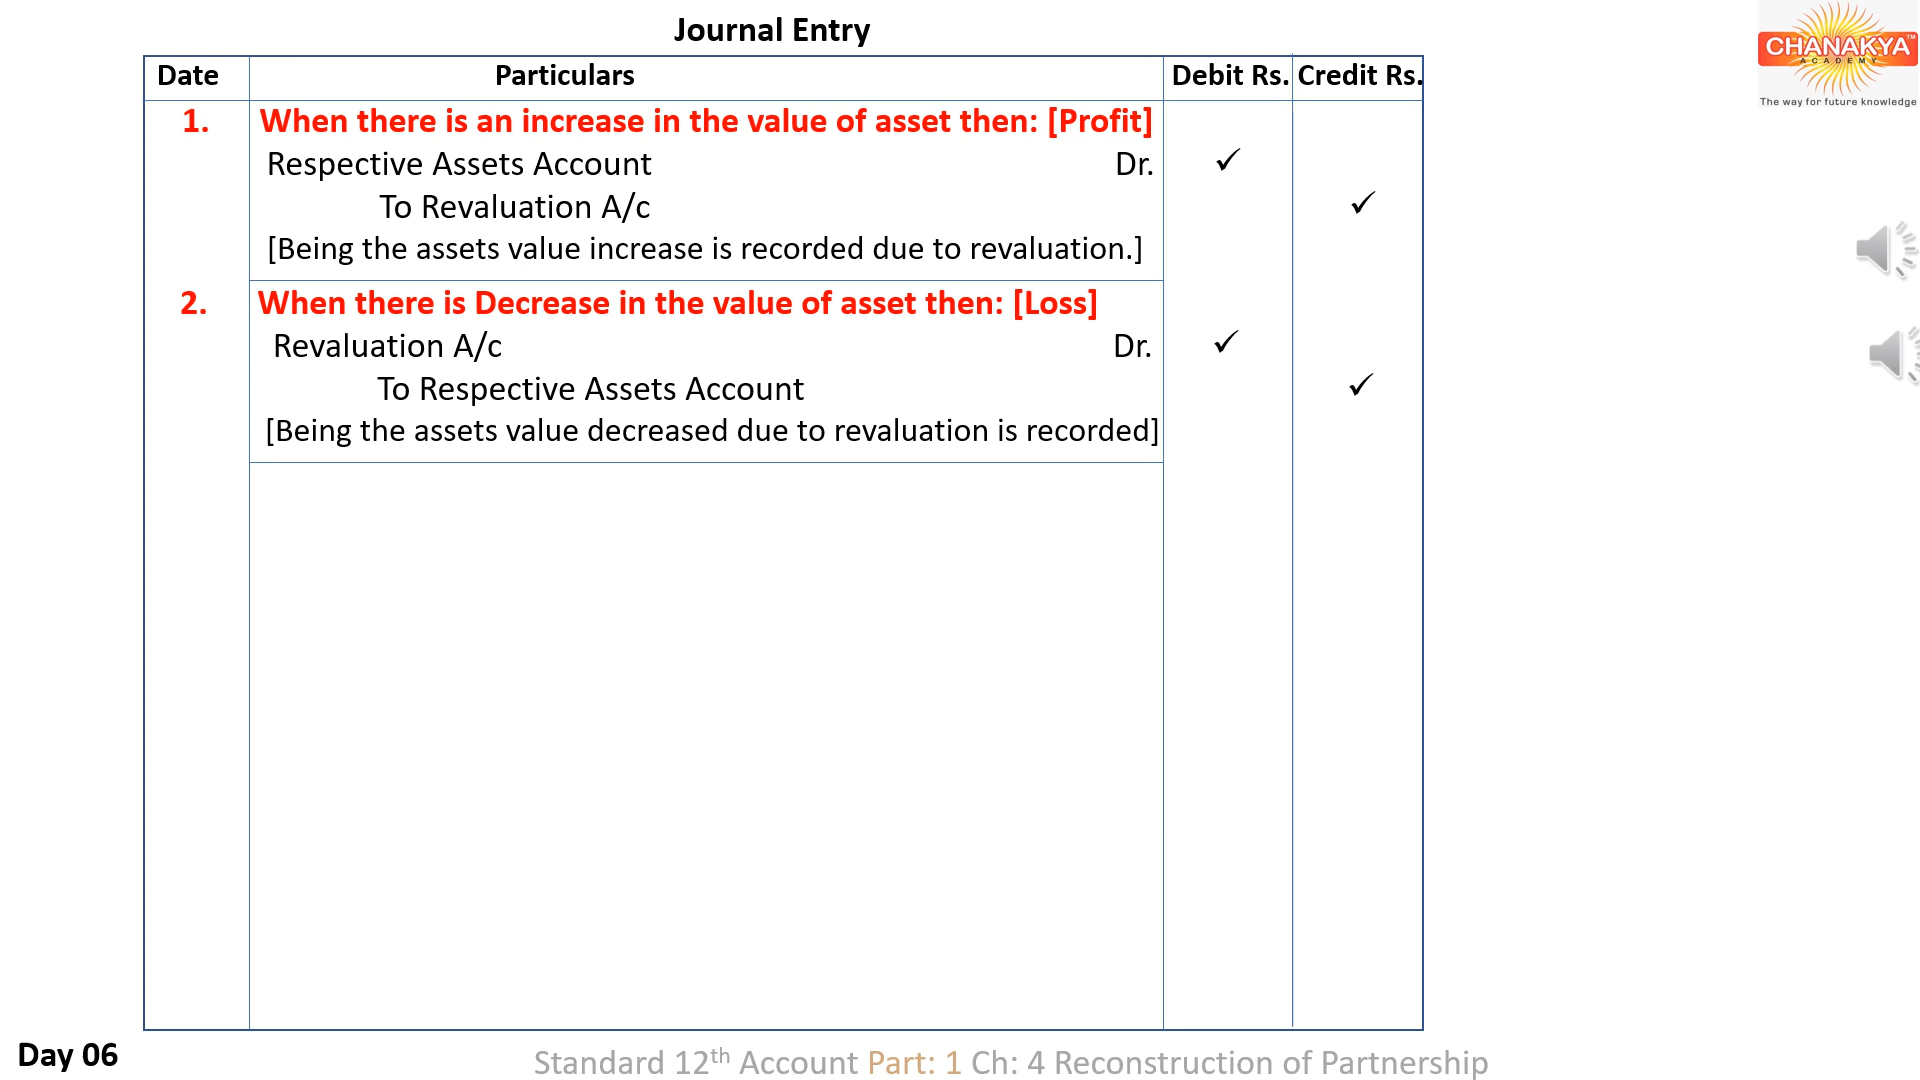 Journal Entry
CHANAKYA™
ACADEMY
The way for future knowledge
Date Particulars Debit Rs. Credit Rs.
1. When there is an increase in the value of asset then: [Profit]
Respective Assets Account Dr. ✓
To Revaluation A/c ✓
[Being the assets value increase is recorded due to revaluation.]
2. When there is Decrease in the value of asset then: [Loss]
Revaluation A/c Dr. ✓
To Respective Assets Account ✓
[Being the assets value decreased due to revaluation is recorded]
Day 06
Standard 12th Account Part: 1 Ch: 4 Reconstruction of Partnership